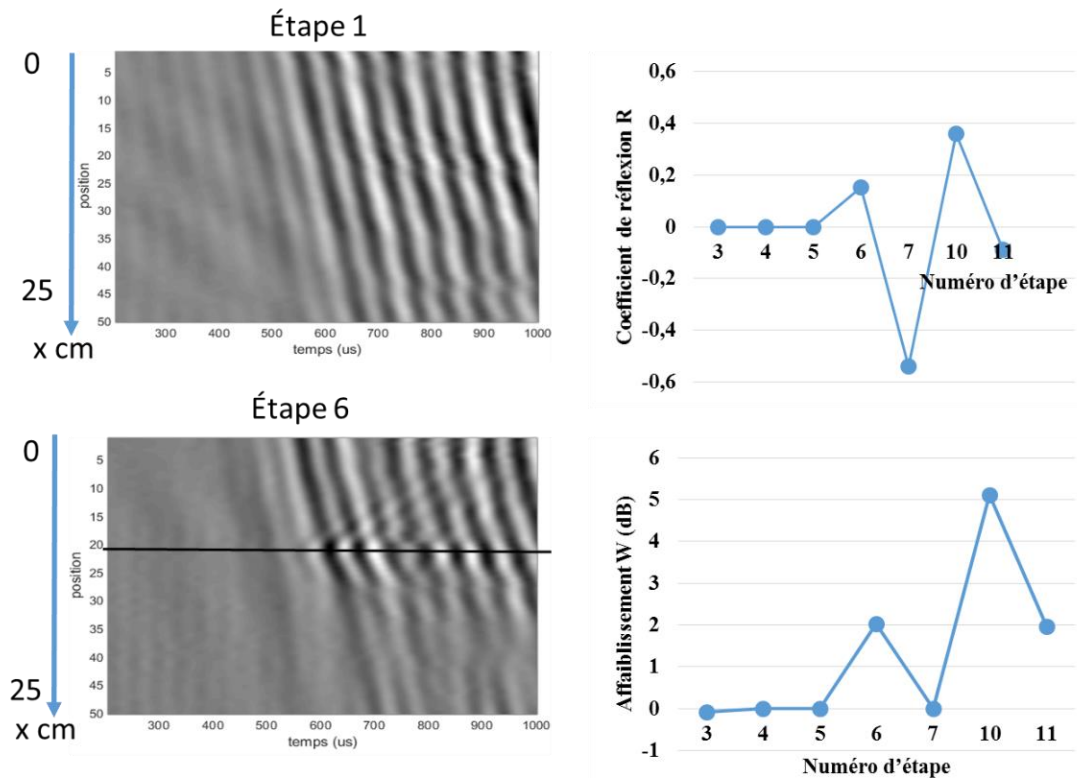 Étape 1
0
25
x cm
position
5
10
15
20
25
30
35
40
45
50
300 400 500 600 700 800 900 1000
temps (us)
Coefficient de réflexion R
0,6
0,4
0,2
0
-0,2
-0,4
-0,6
3 4 5 6 7 10 11
Numéro d'étape
Étape 6
0
25
x cm
position
5
10
15
20
25
30
35
40
45
50
300 400 500 600 700 800 900 1000
temps (us)
Affaiblissement W (dB)
6
5
4
3
2
1
0
-1
3 4 5 6 7 10 11
Numéro d'étape